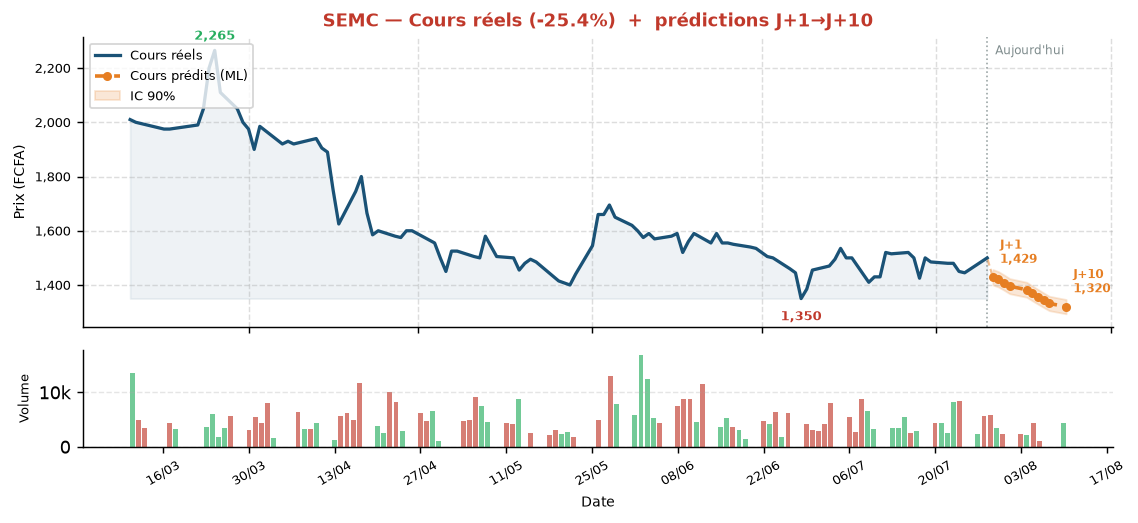 SEMC — Cours réels (-25.4%) + prédictions J+1→J+10
2,265
Cours réels
Cours prédits (ML)
IC 90%
Aujourd'hui
Prix (FCFA)
2,200
2,000
1,800
1,600
1,400
J+1
1,429
J+10
1,320
1,350
Volume
10k
0
16/03
30/03
13/04
27/04
11/05
25/05
08/06
22/06
06/07
20/07
03/08
17/08
Date